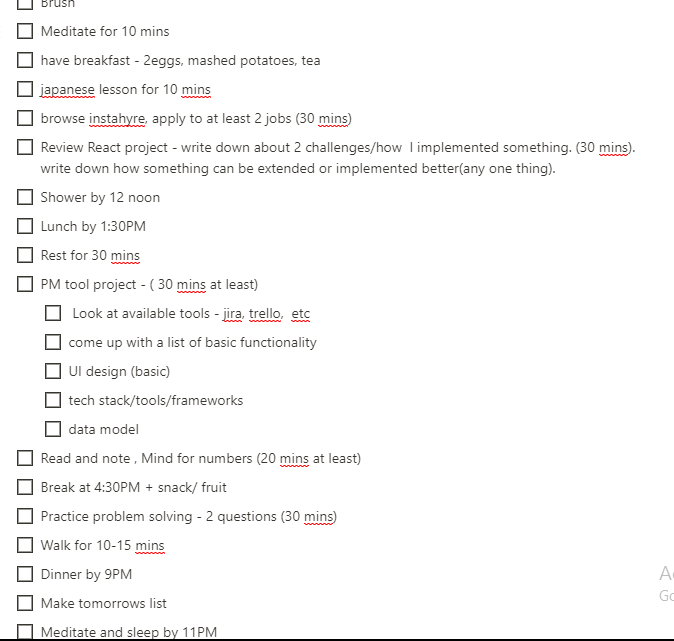 Brush
Meditate for 10 mins
have breakfast - 2eggs, mashed potatoes, tea
japanese lesson for 10 mins
browse instahyre, apply to at least 2 jobs (30 mins)
Review React project - write down about 2 challenges/how I implemented something. (30 mins).
write down how something can be extended or implemented better(any one thing).
Shower by 12 noon
Lunch by 1:30PM
Rest for 30 mins
PM tool project - ( 30 mins at least)
Look at available tools - jira, trello, etc
come up with a list of basic functionality
UI design (basic)
tech stack/tools/frameworks
data model
Read and note , Mind for numbers (20 mins at least)
Break at 4:30PM + snack/ fruit
Practice problem solving - 2 questions (30 mins)
Walk for 10-15 mins
Dinner by 9PM
Make tomorrows list
Meditate and sleep by 11PM